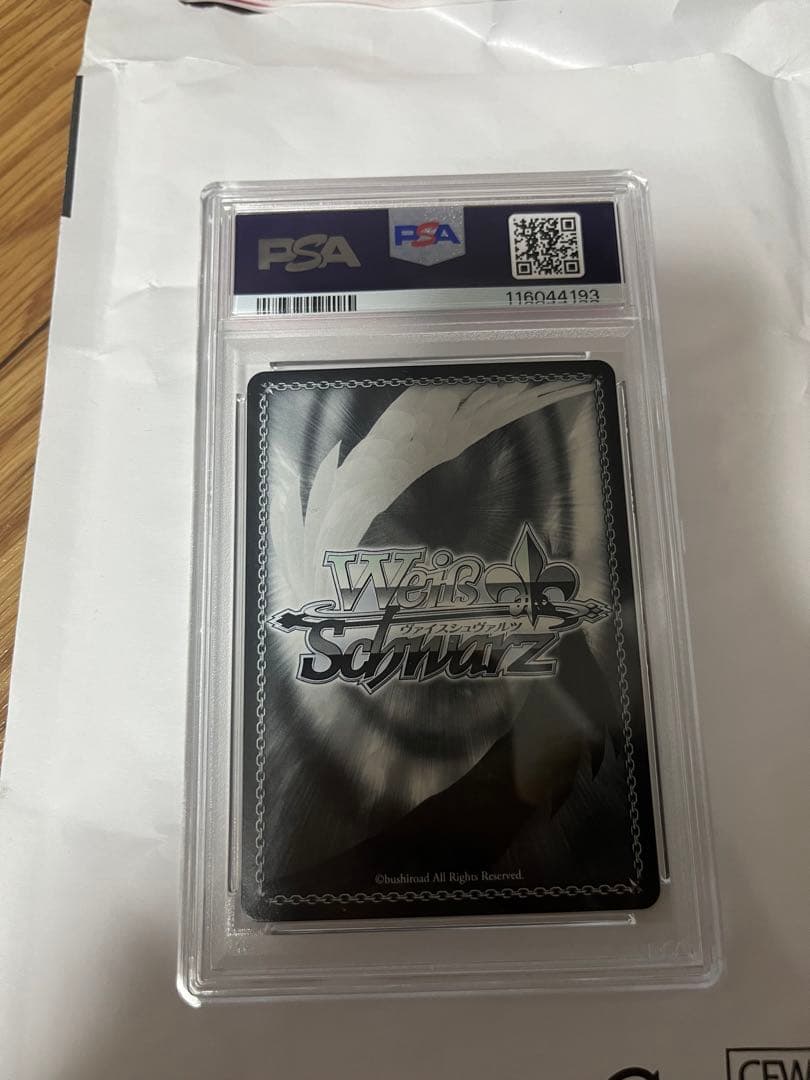 PSA
PSA
116044193
Weiß
ヴァイスシュヴァルツ
Schwarz
©bushiroad All Rights Reserved.